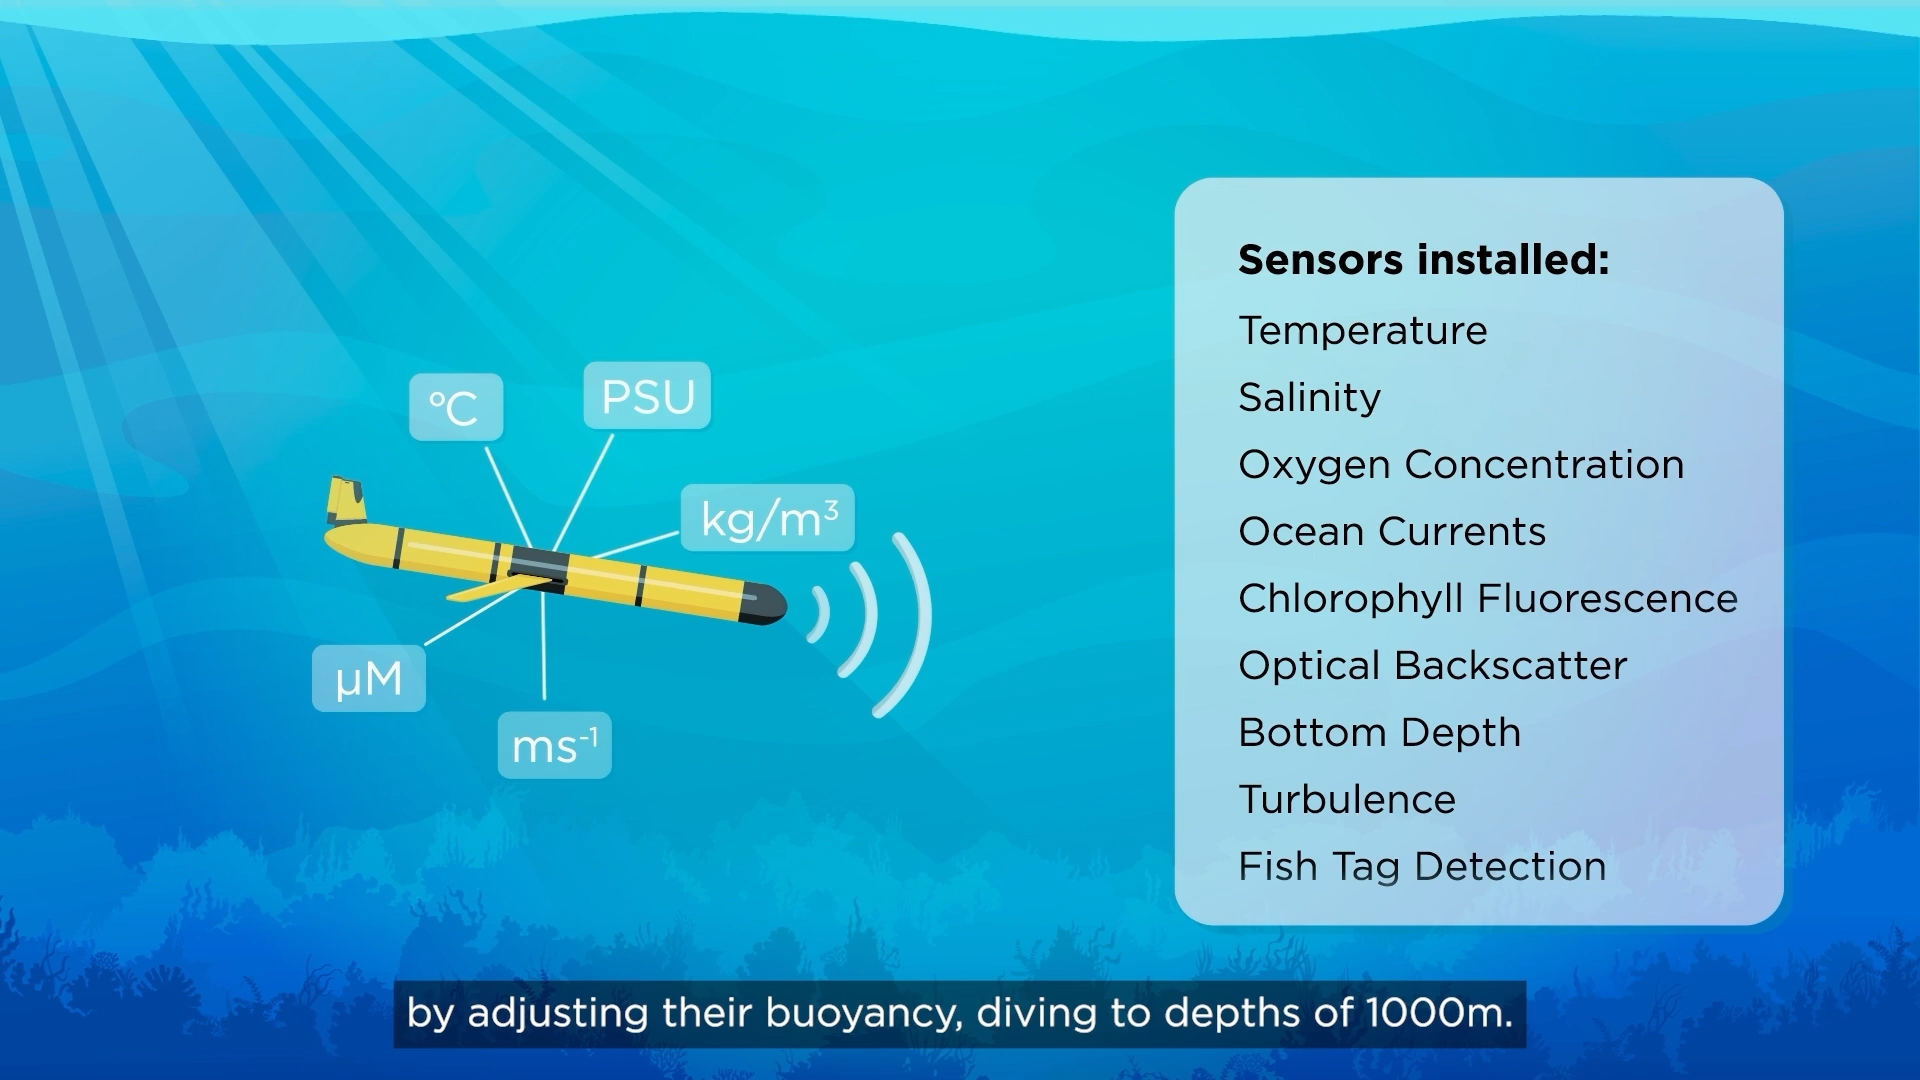 °C
PSU
kg/m³
µM
ms⁻¹
Sensors installed:
Temperature
Salinity
Oxygen Concentration
Ocean Currents
Chlorophyll Fluorescence
Optical Backscatter
Bottom Depth
Turbulence
Fish Tag Detection
by adjusting their buoyancy, diving to depths of 1000m.